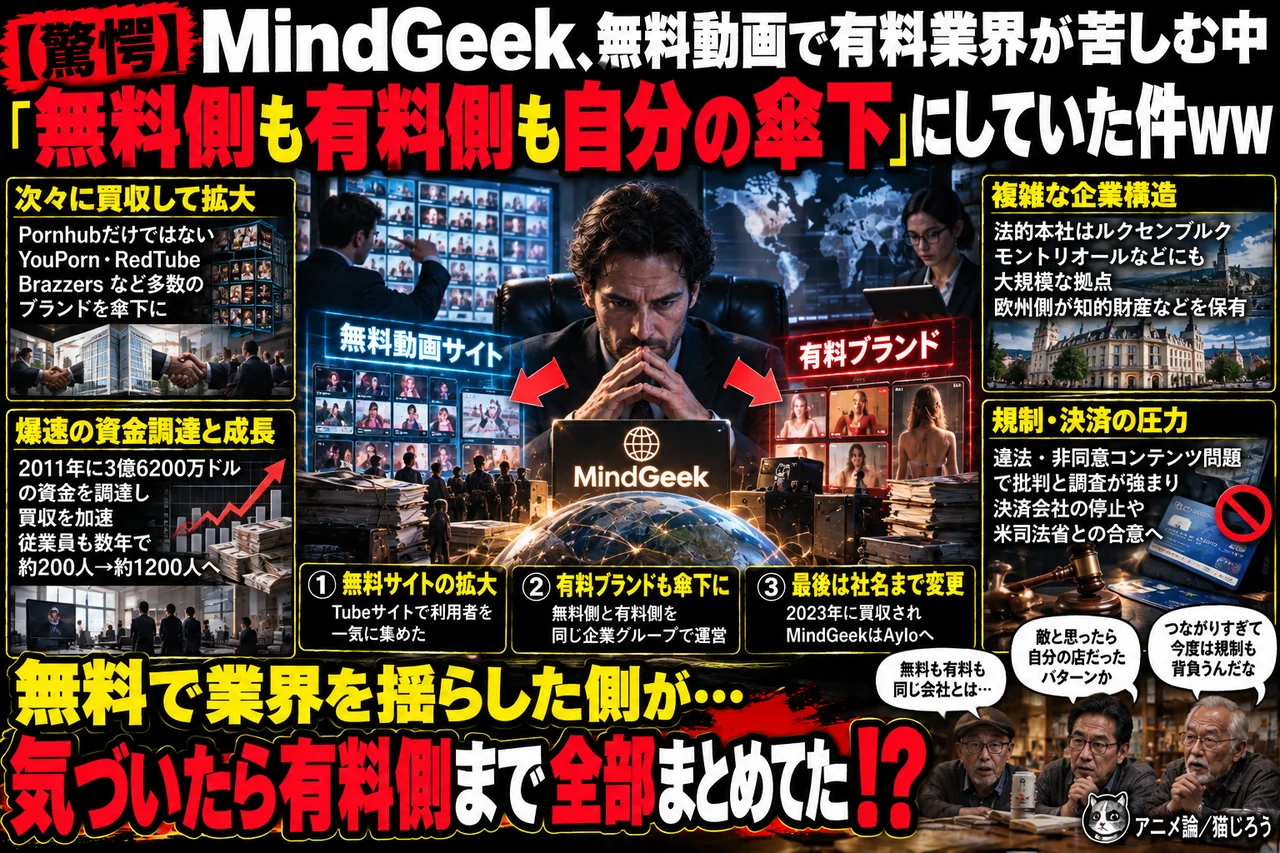 【驚愕】MindGeek、無料動画で有料業界が苦しむ中
「無料側も有料側も自分の傘下」にしていた件ww
次々に買収して拡大
Pornhubだけではない
YouPorn・RedTube
Brazzers など多数の
ブランドを傘下に
爆速の資金調達と成長
2011年に3億6200万ドル
の資金を調達し
買収を加速
従業員も数年で
約200人→約1200人へ
無料動画サイト
有料ブランド
MindGeek
① 無料サイトの拡大
Tubeサイトで利用者を
一気に集めた
② 有料ブランドも傘下に
無料側と有料側を
同じ企業グループで運営
③ 最後は社名まで変更
2023年に買収され
MindGeekはAyloへ
複雑な企業構造
法的本社はルクセンブルク
モントリオールなどにも
大規模な拠点
欧州側が知的財産などを保有
規制・決済の圧力
違法・非同意コンテンツ問題
で批判と調査が強まり
決済会社の停止や
米司法省との合意へ
無料も有料も
同じ会社とは…
敵と思ったら
自分の店だった
パターンか
つながりすぎて
今度は規制も
背負うんだな
無料で業界を揺らした側が…
気づいたら有料側まで全部まとめてた!?
アニメ論／猫じろう